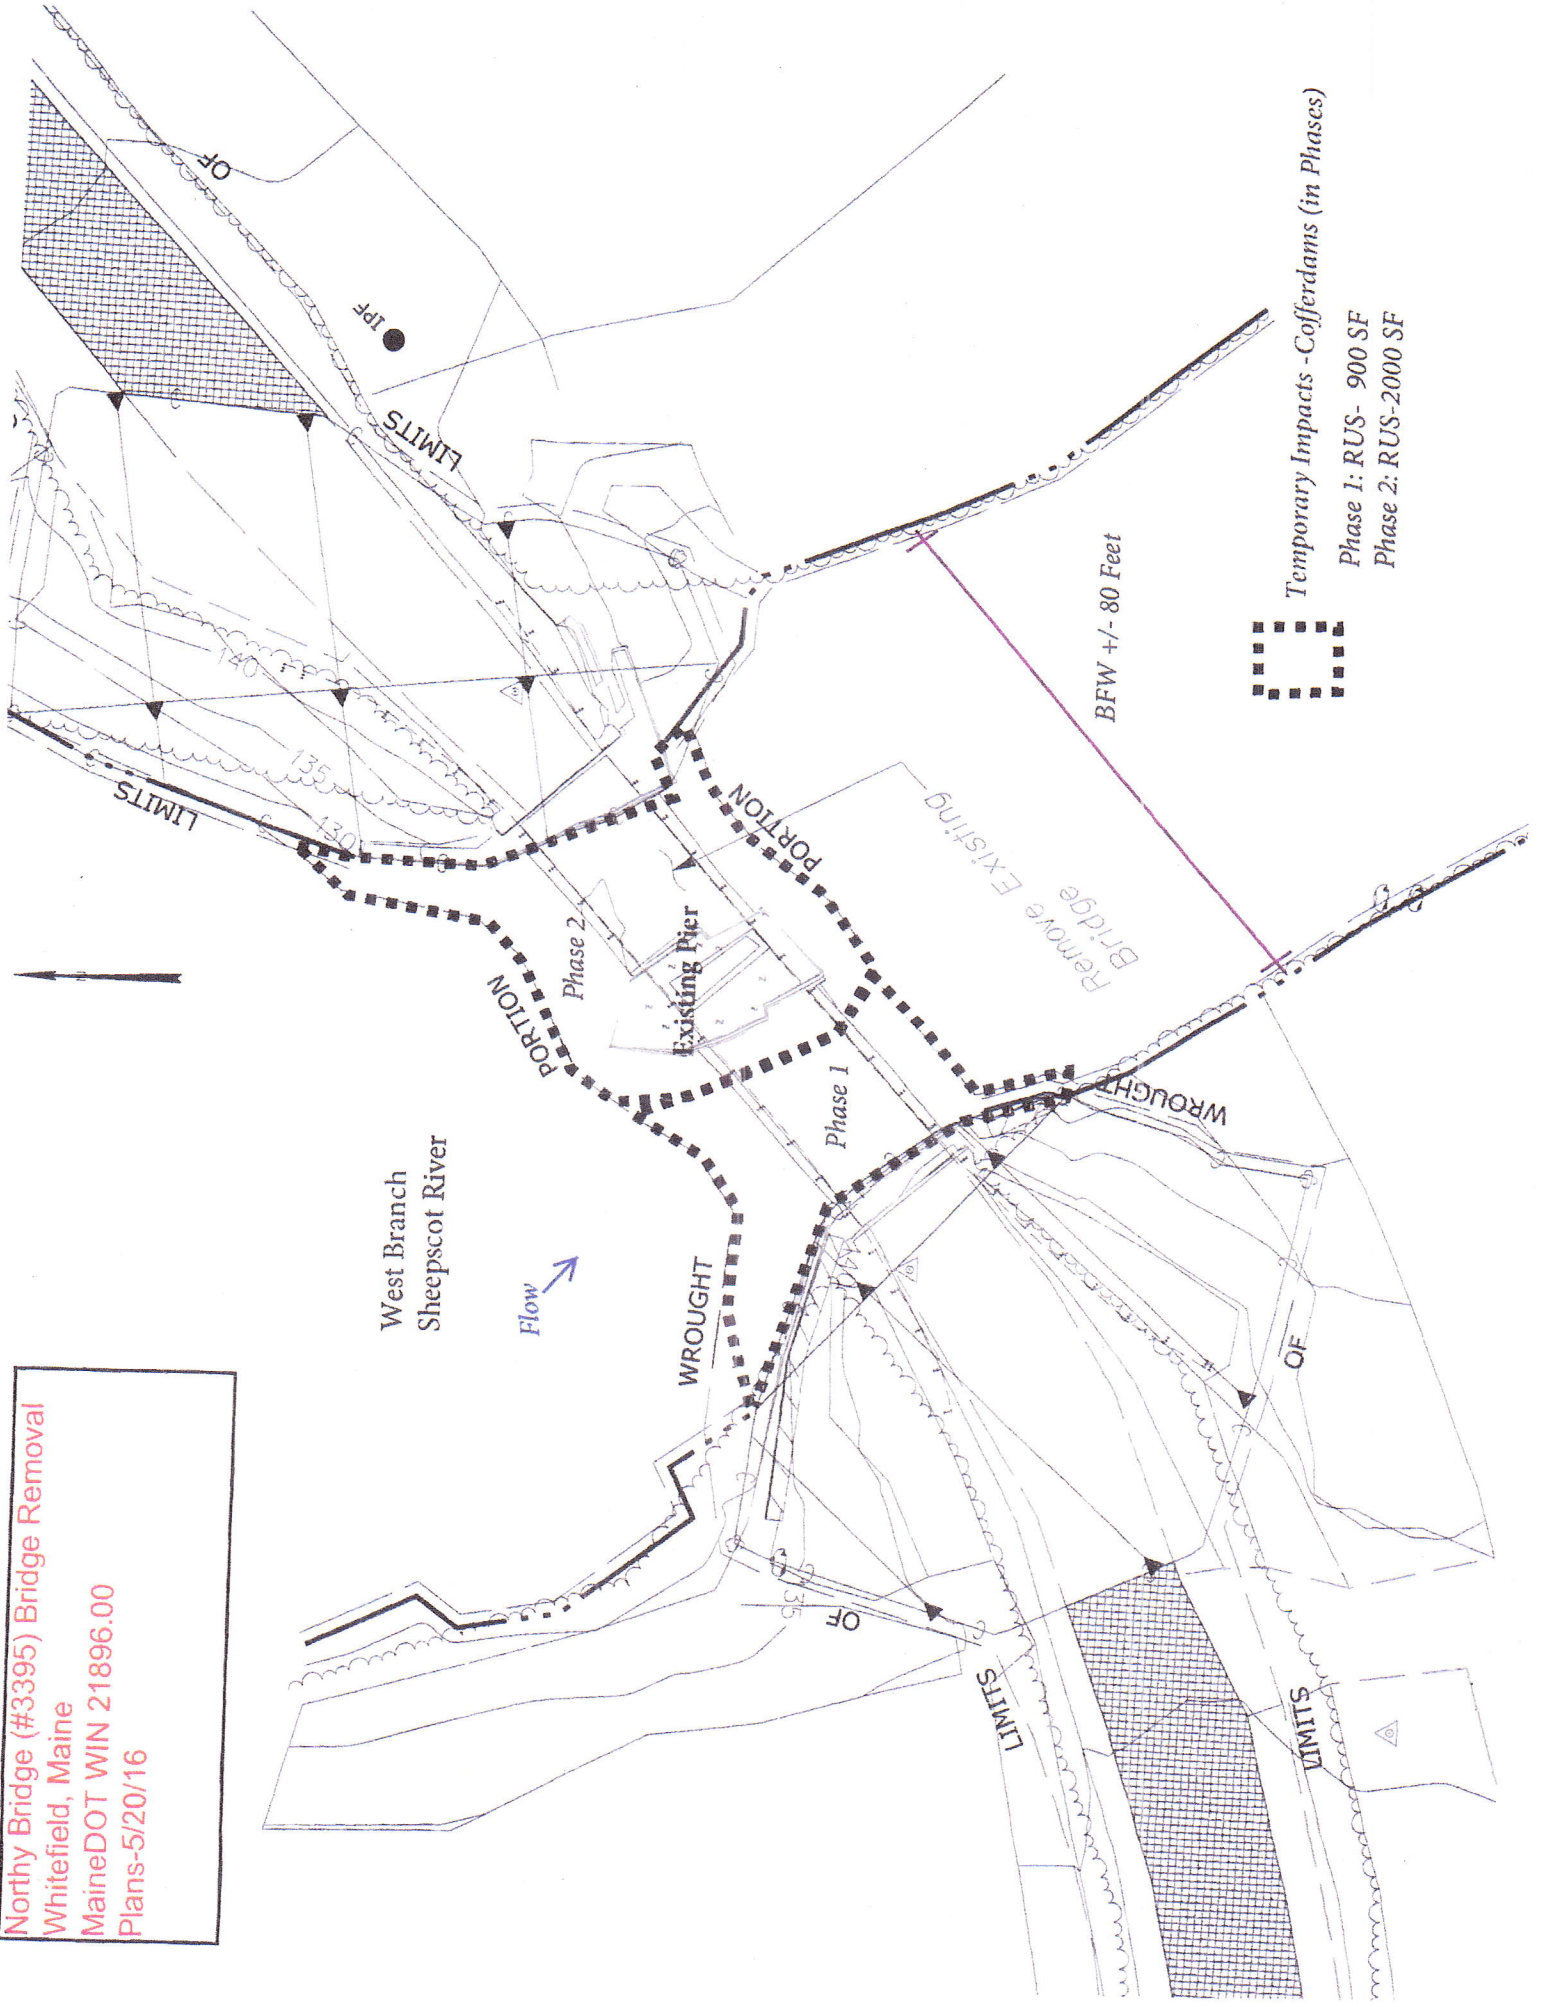 Northy Bridge (#3395) Bridge Removal
Whitefield, Maine
MaineDOT WIN 21896.00
Plans-5/20/16
West Branch
Sheepscot River
Flow
WROUGHT
PORTION
LIMITS
OF
LIMITS
OF
LIMITS
OF
LIMITS
WROUGHT
PORTION
IPF
140
135
130
35
Phase 2
Existing Pier
Phase 1
Remove Existing
Bridge
BFW +/- 80 Feet
Temporary Impacts -Cofferdams (in Phases)
Phase 1: RUS- 900 SF
Phase 2: RUS-2000 SF